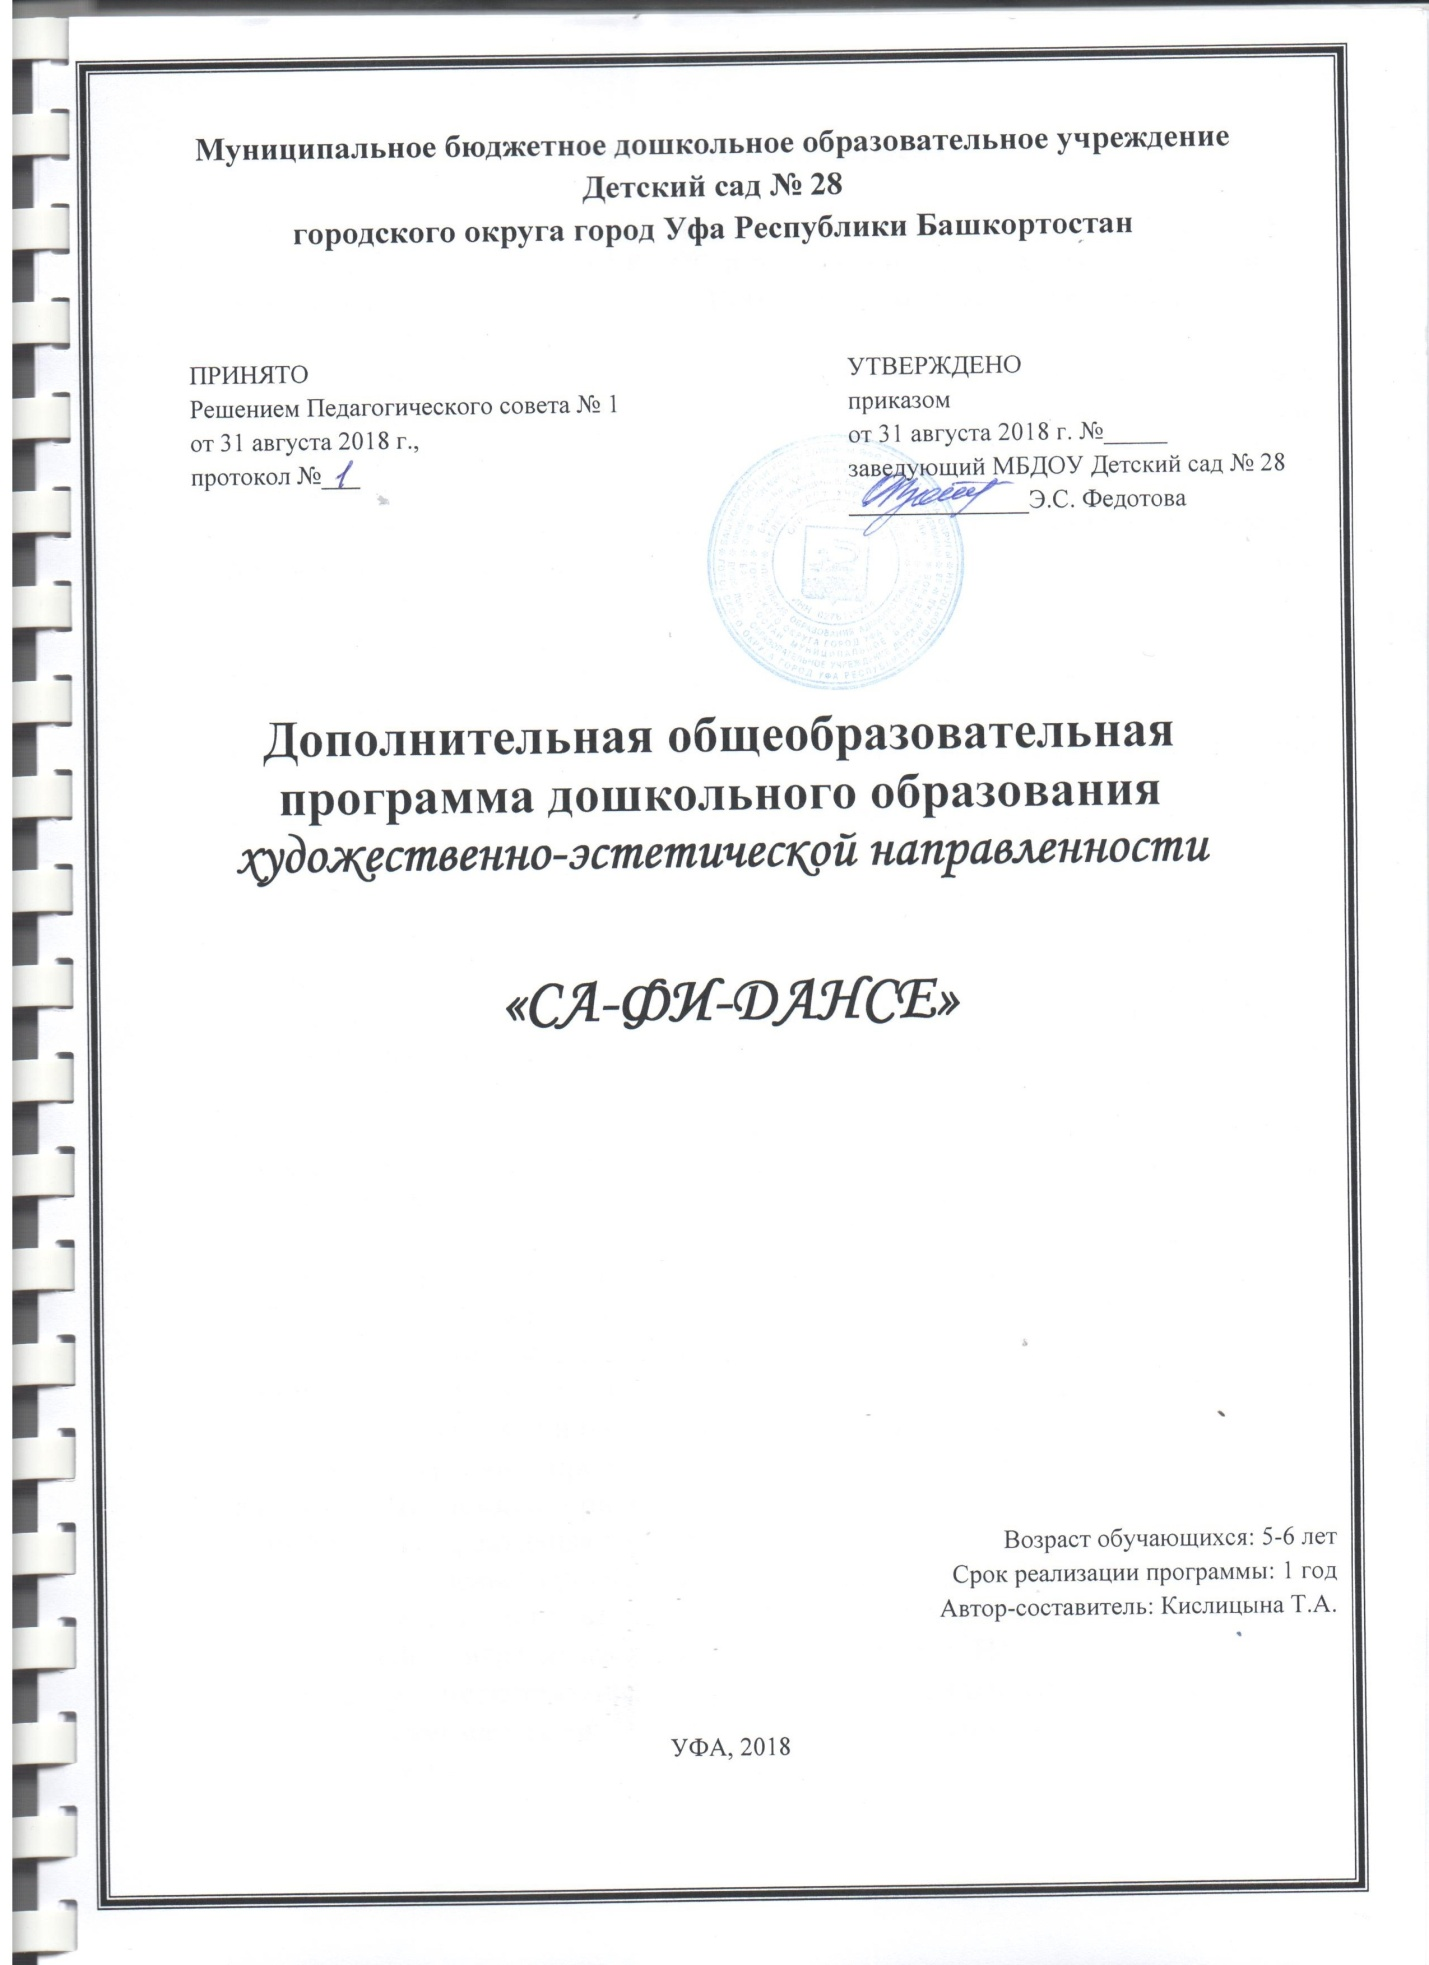 Муниципальное бюджетное дошкольное образовательное учреждение
Детский сад № 28
городского округа город Уфа Республики Башкортостан
ПРИНЯТО
Решением Педагогического совета № 1
от 31 августа 2018 г.,
протокол № 1
УТВЕРЖДЕНО
приказом
от 31 августа 2018 г. №_____
заведующий МБДОУ Детский сад № 28
______________Э.С. Федотова
Дополнительная общеобразовательная
программа дошкольного образования
художественно-эстетической направленности
«СА-ФИ-ДАНСЕ»
Возраст обучающихся: 5-6 лет
Срок реализации программы: 1 год
Автор-составитель: Кислицына Т.А.
УФА, 2018